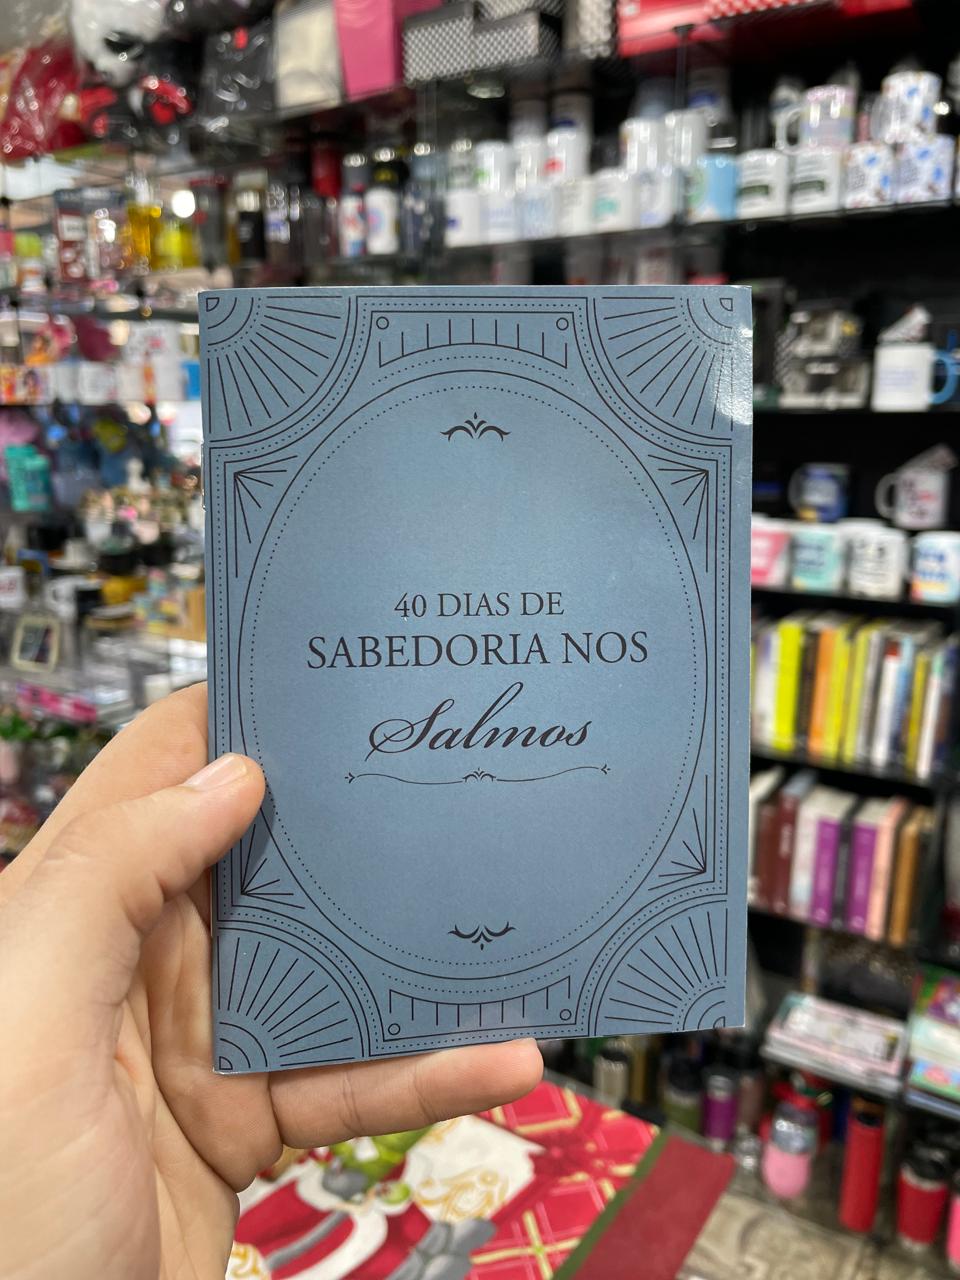 40 DIAS DE
SABEDORIA NOS
Salmos